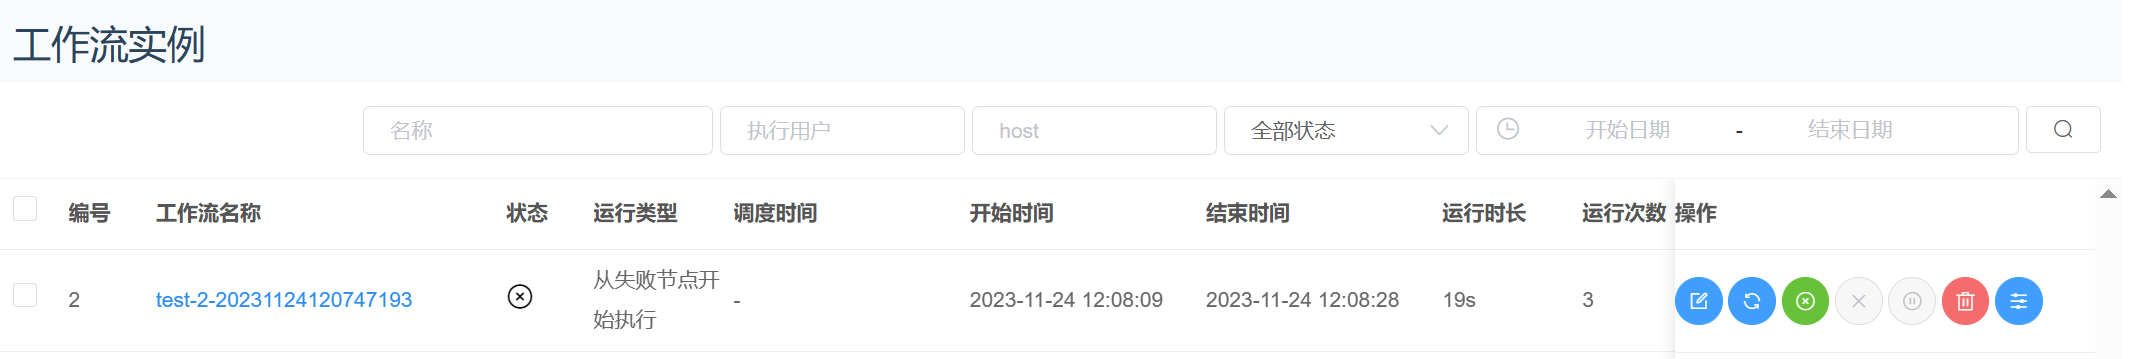 工作流实例
名称 执行用户 host 全部状态 开始日期 - 结束日期
编号 工作流名称 状态 运行类型 调度时间 开始时间 结束时间 运行时长 运行次数 操作
2 test-2-20231124120747193 从失败节点开始执行 - 2023-11-24 12:08:09 2023-11-24 12:08:28 19s 3